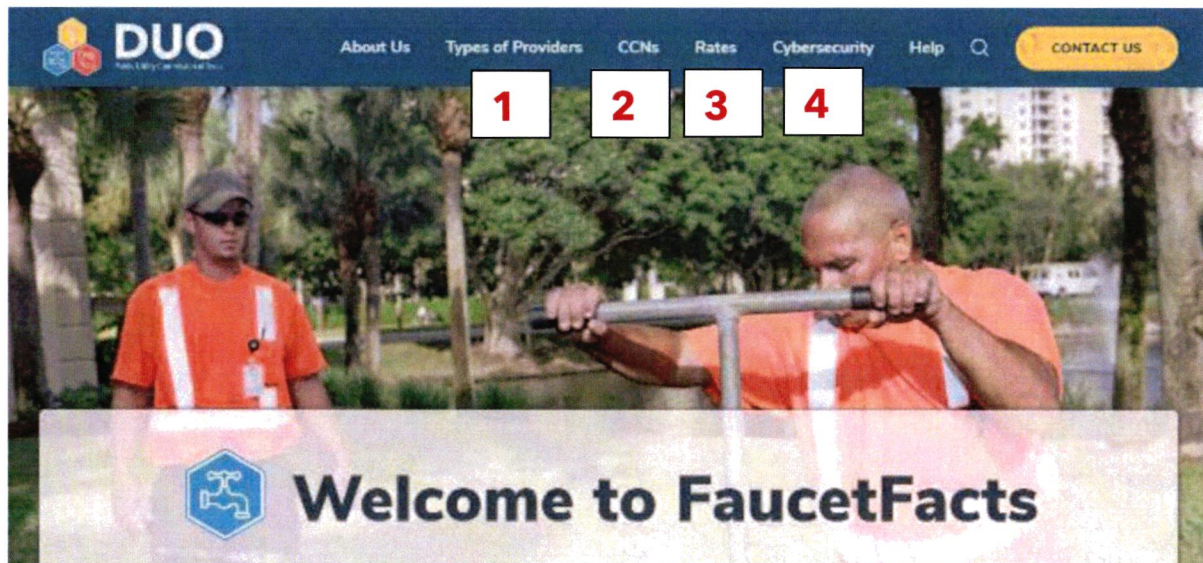 DUO
About Us Types of Providers CCNs Rates Cybersecurity Help CONTACT US
1 2 3 4
Welcome to FaucetFacts